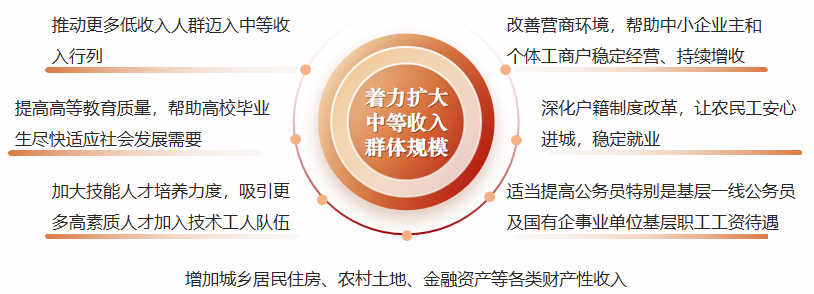 推动更多低收入人群迈入中等收
入行列
提高高等教育质量，帮助高校毕业
生尽快适应社会发展需要
加大技能人才培养力度，吸引更
多高素质人才加入技术工人队伍
着力扩大
中等收入
群体规模
改善营商环境，帮助中小企业主和
个体工商户稳定经营、持续增收
深化户籍制度改革，让农民工安心
进城，稳定就业
适当提高公务员特别是基层一线公务员
及国有企事业单位基层职工工资待遇
增加城乡居民住房、农村土地、金融资产等各类财产性收入